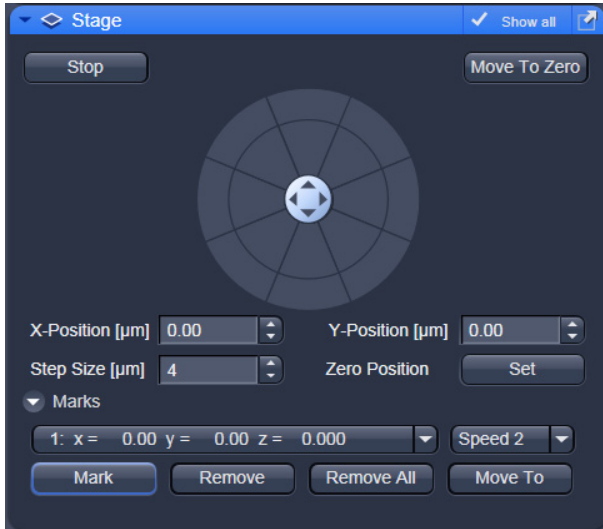 Stage Show all
Stop Move To Zero
X-Position [µm] 0.00 Y-Position [µm] 0.00
Step Size [µm] 4 Zero Position Set
Marks
1: x = 0.00 y = 0.00 z = 0.000 Speed 2
Mark Remove Remove All Move To